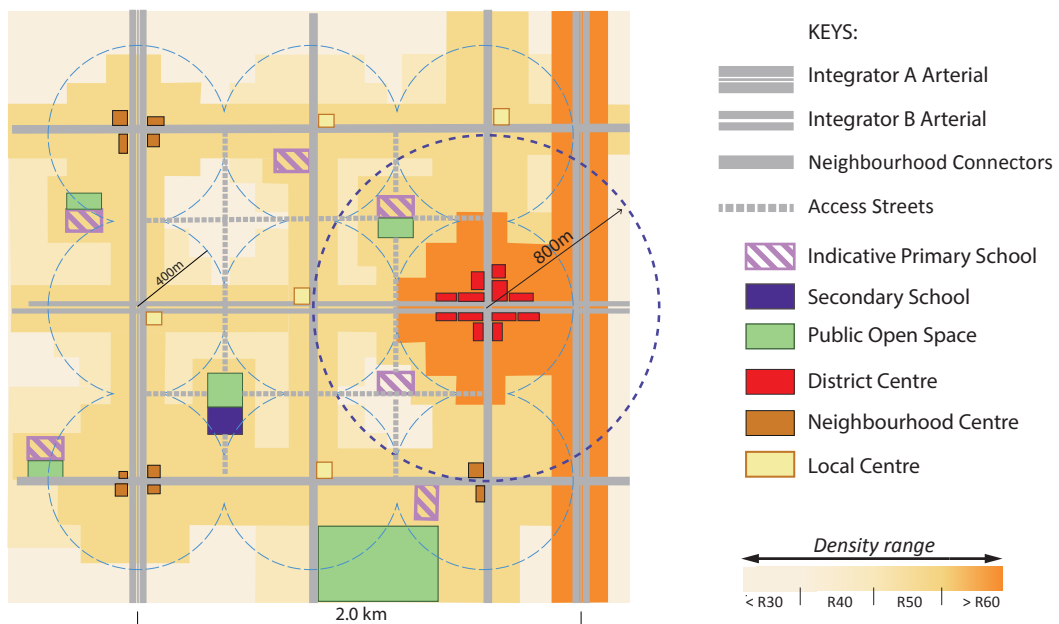 400m
800m
2.0 km
KEYS:
Integrator A Arterial
Integrator B Arterial
Neighbourhood Connectors
Access Streets
Indicative Primary School
Secondary School
Public Open Space
District Centre
Neighbourhood Centre
Local Centre
Density range
< R30 R40 R50 > R60